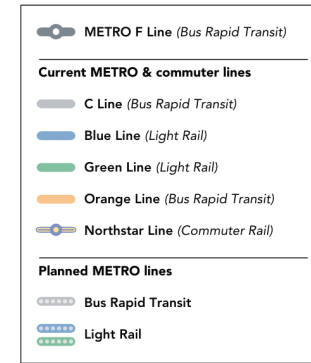 METRO F Line (Bus Rapid Transit)
Current METRO & commuter lines
C Line (Bus Rapid Transit)
Blue Line (Light Rail)
Green Line (Light Rail)
Orange Line (Bus Rapid Transit)
Northstar Line (Commuter Rail)
Planned METRO lines
Bus Rapid Transit
Light Rail